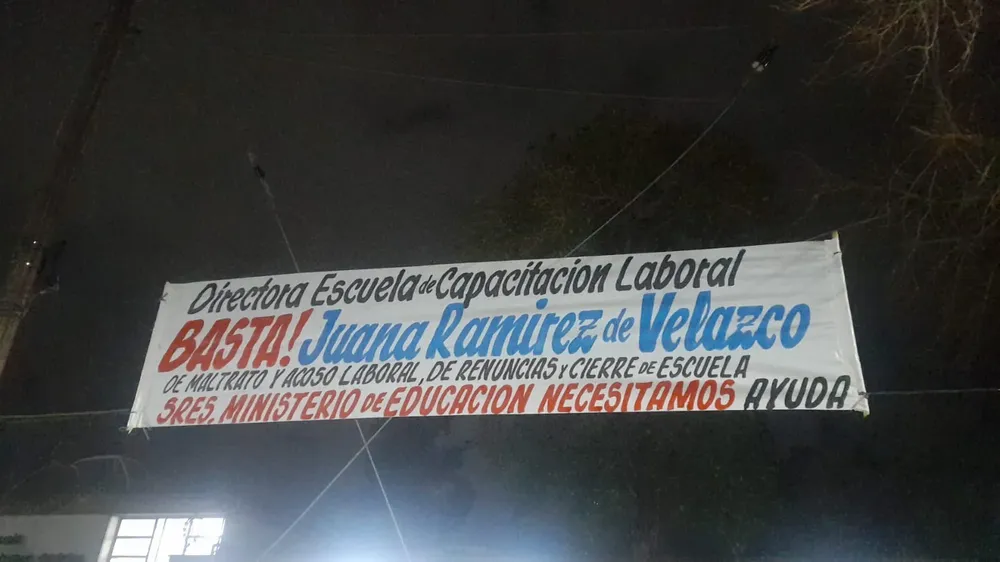 Directora Escuela de Capacitación Laboral
BASTA! Juana Ramirez de Velazco
DE MALTRATO Y ACOSO LABORAL, DE RENUNCIAS Y CIERRE DE ESCUELA
SRES. MINISTERIO DE EDUCACION NECESITAMOS AYUDA